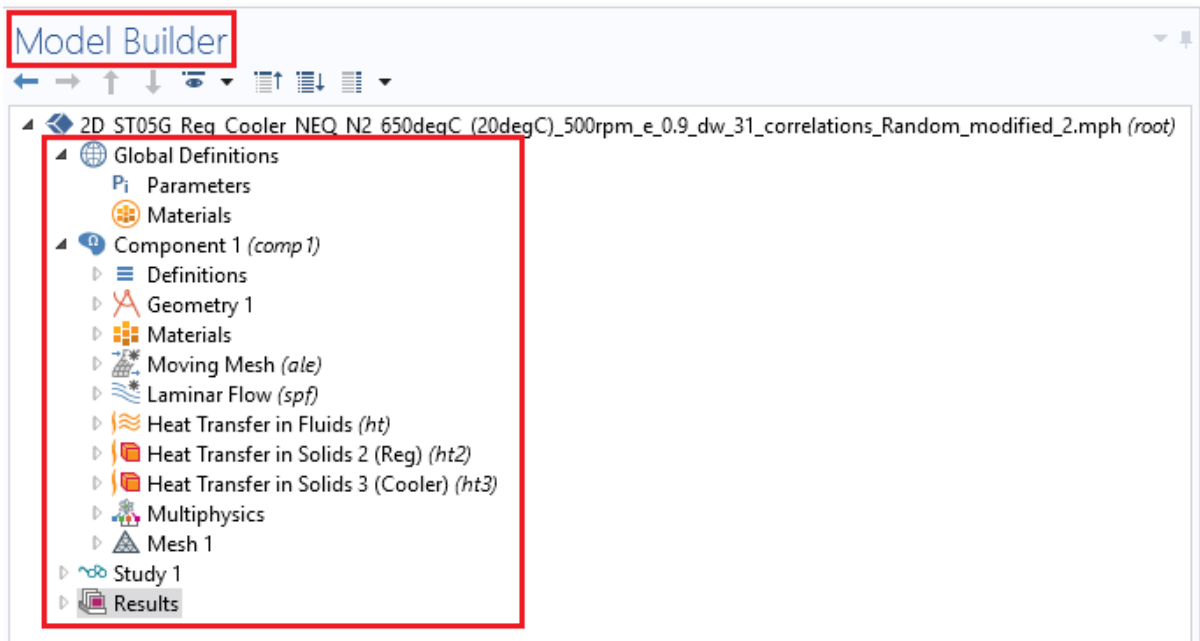 Model Builder
2D_ST05G_Reg_Cooler_NEQ_N2_650degC_(20degC)_500rpm_e_0.9_dw_31_correlations_Random_modified_2.mph (root)
Global Definitions
Pi Parameters
Materials
Component 1 (comp1)
Definitions
Geometry 1
Materials
Moving Mesh (ale)
Laminar Flow (spf)
Heat Transfer in Fluids (ht)
Heat Transfer in Solids 2 (Reg) (ht2)
Heat Transfer in Solids 3 (Cooler) (ht3)
Multiphysics
Mesh 1
Study 1
Results